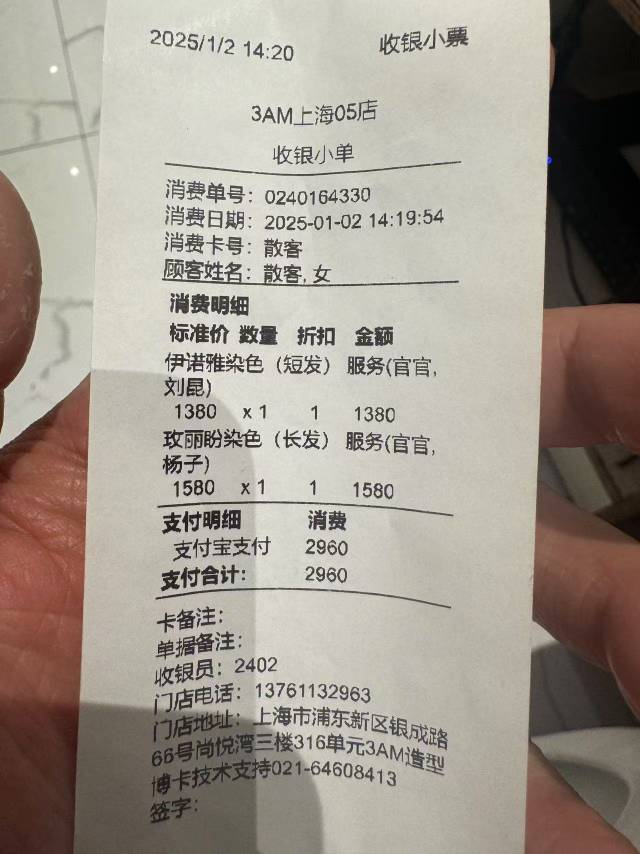 2025/1/2 14:20 收银小票
3AM上海05店
收银小单
消费单号：0240164330
消费日期：2025-01-02 14:19:54
消费卡号：散客
顾客姓名：散客,女
消费明细
标准价 数量 折扣 金额
伊诺雅染色（短发） 服务(官官,
刘昆)
1380 x 1 1 1380
玫丽盼染色（长发） 服务(官官,
杨子)
1580 x 1 1 1580
支付明细 消费
支付宝支付 2960
支付合计： 2960
卡备注：
单据备注：
收银员：2402
门店电话：13761132963
门店地址：上海市浦东新区银成路
66号尚悦湾三楼316单元3AM造型
博卡技术支持021-64608413
签字：